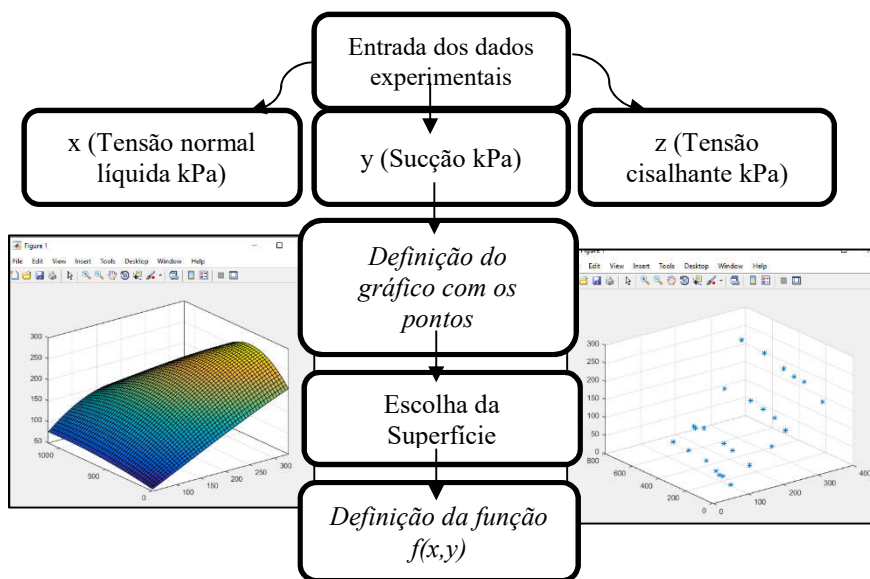 Entrada dos dados
experimentais
x (Tensão normal
líquida kPa)
y (Sucção kPa)
z (Tensão
cisalhante kPa)
Definição do
gráfico com os
pontos
Escolha da
Superfície
Definição da função
f(x,y)
Figure 1
File Edit View Insert Tools Desktop Window Help
300
250
200
150
100
50
1000
500
0
50
100
150
200
250
300
Edit View Insert Tools Desktop Window Help
300
250
200
150
100
50
0
800
600
400
200
0
0
100
200
300
400